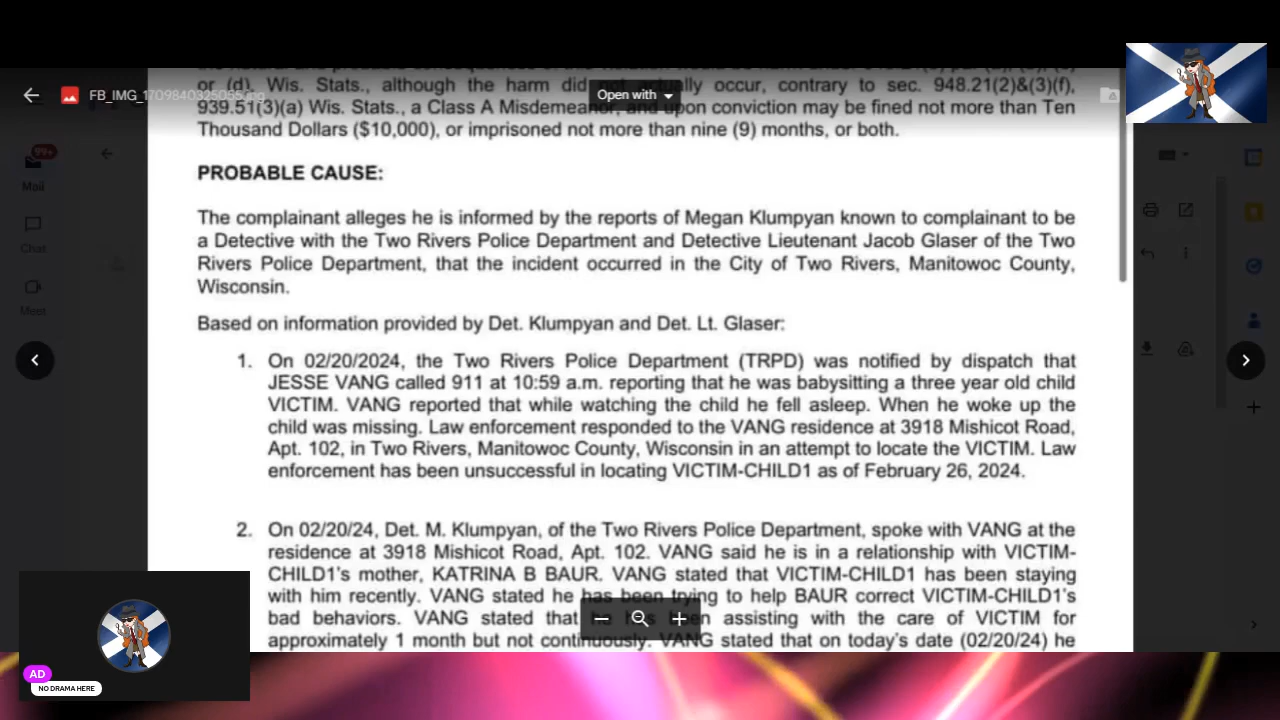 FB_IMG_1709840325055.jpg
Open with
or (d), Wis. Stats., although the harm did not actually occur, contrary to sec. 948.21(2)&(3)(f),
939.51(3)(a) Wis. Stats., a Class A Misdemeanor, and upon conviction may be fined not more than Ten
Thousand Dollars ($10,000), or imprisoned not more than nine (9) months, or both.
99+
Mail
Chat
Meet
PROBABLE CAUSE:
The complainant alleges he is informed by the reports of Megan Klumpyan known to complainant to be
a Detective with the Two Rivers Police Department and Detective Lieutenant Jacob Glaser of the Two
Rivers Police Department, that the incident occurred in the City of Two Rivers, Manitowoc County,
Wisconsin.
Based on information provided by Det. Klumpyan and Det. Lt. Glaser:
1. On 02/20/2024, the Two Rivers Police Department (TRPD) was notified by dispatch that
JESSE VANG called 911 at 10:59 a.m. reporting that he was babysitting a three year old child
VICTIM. VANG reported that while watching the child he fell asleep. When he woke up the
child was missing. Law enforcement responded to the VANG residence at 3918 Mishicot Road,
Apt. 102, in Two Rivers, Manitowoc County, Wisconsin in an attempt to locate the VICTIM. Law
enforcement has been unsuccessful in locating VICTIM-CHILD1 as of February 26, 2024.
2. On 02/20/24, Det. M. Klumpyan, of the Two Rivers Police Department, spoke with VANG at the
residence at 3918 Mishicot Road, Apt. 102. VANG said he is in a relationship with VICTIM-
CHILD1's mother, KATRINA B BAUR. VANG stated that VICTIM-CHILD1 has been staying
with him recently. VANG stated he has been trying to help BAUR correct VICTIM-CHILD1's
bad behaviors. VANG stated that he has been assisting with the care of VICTIM for
approximately 1 month but not continuously. VANG stated that on today's date (02/20/24) he
AD
NO DRAMA HERE